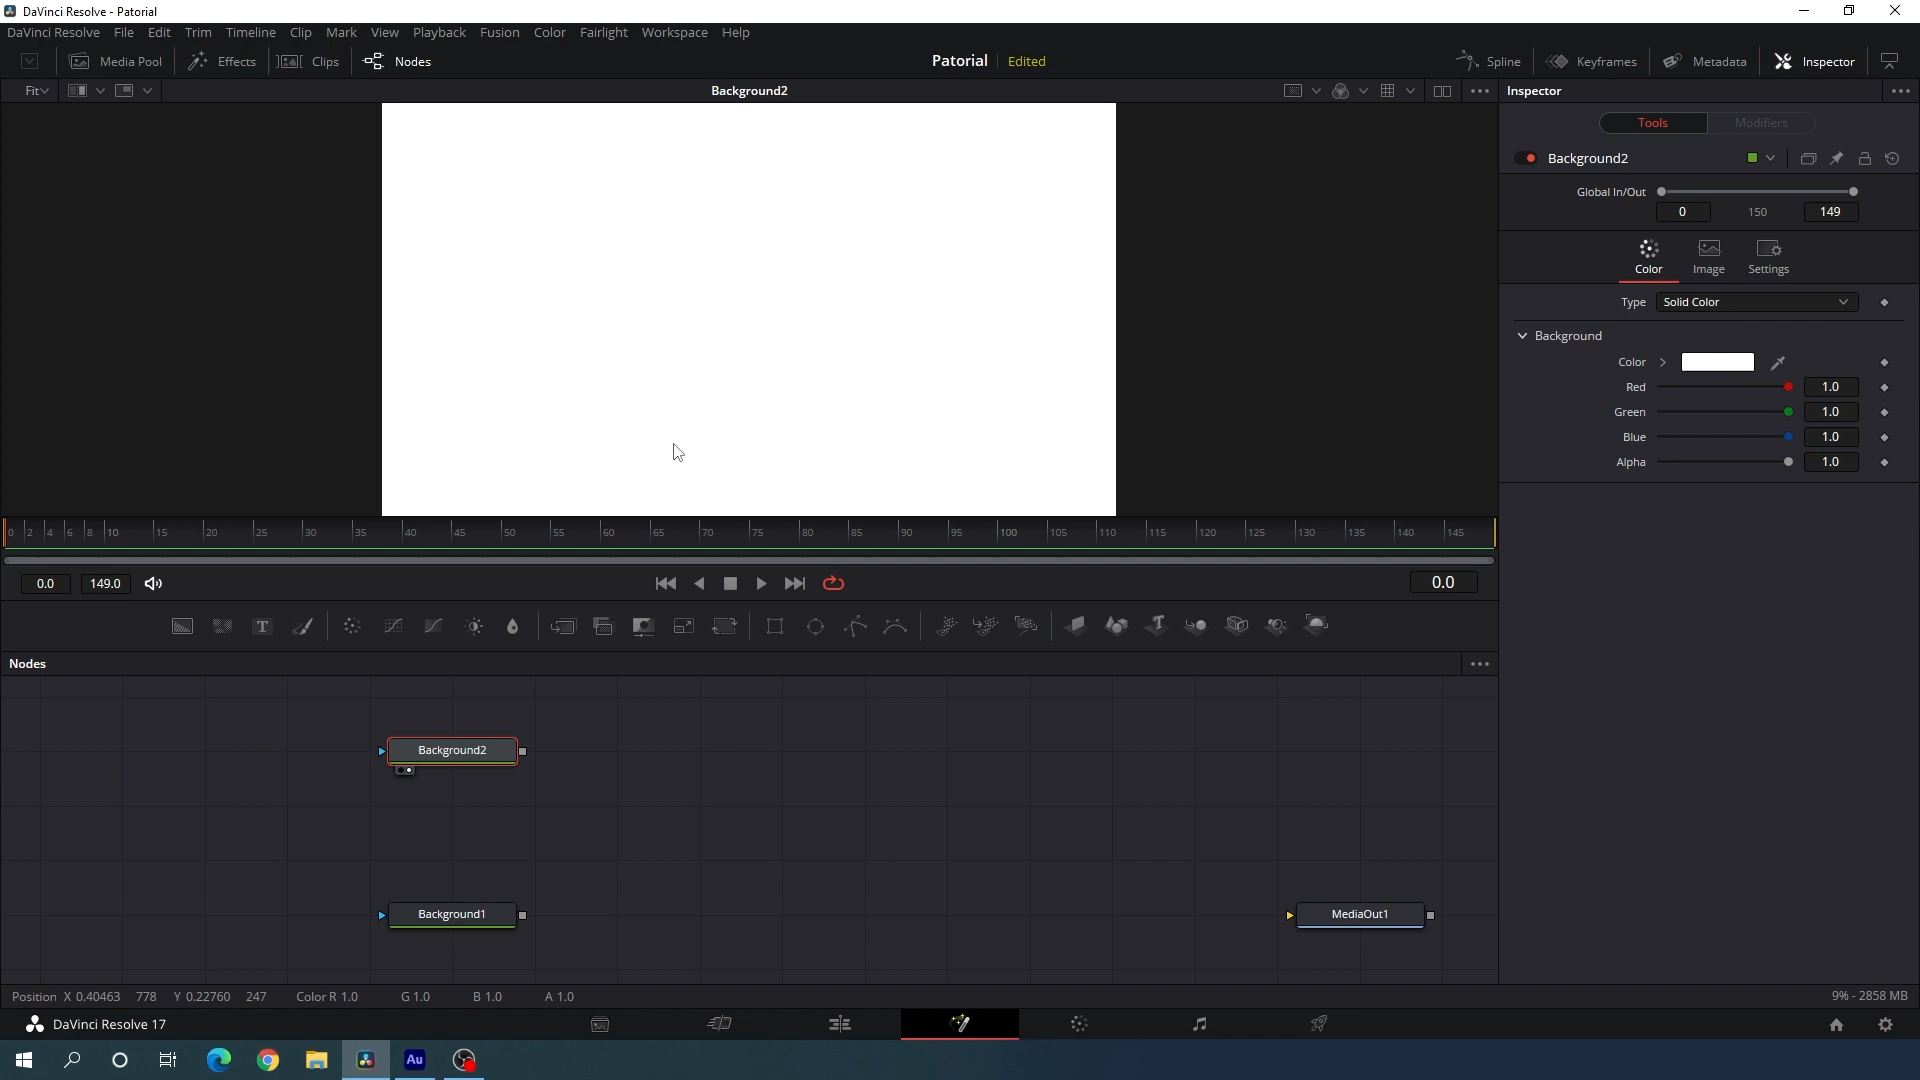 DaVinci Resolve - Patorial
DaVinci Resolve File Edit Trim Timeline Clip Mark View Playback Fusion Color Fairlight Workspace Help
Media Pool Effects Clips Nodes Patorial Edited Spline Keyframes Metadata Inspector
Fit Background2 Inspector
Tools Modifiers
Background2
Global In/Out
0 150 149
Color Image Settings
Type Solid Color
Background
Color
Red 1.0
Green 1.0
Blue 1.0
Alpha 1.0
0 2 4 6 8 10 15 20 25 30 35 40 45 50 55 60 65 70 75 80 85 90 95 100 105 110 115 120 125 130 135 140 145
0.0 149.0 0.0
T T
Nodes
Background2
Background1 MediaOut1
Position X 0.40463 778 Y 0.22760 247 Color R 1.0 G 1.0 B 1.0 A 1.0 9% - 2858 MB
DaVinci Resolve 17
Au